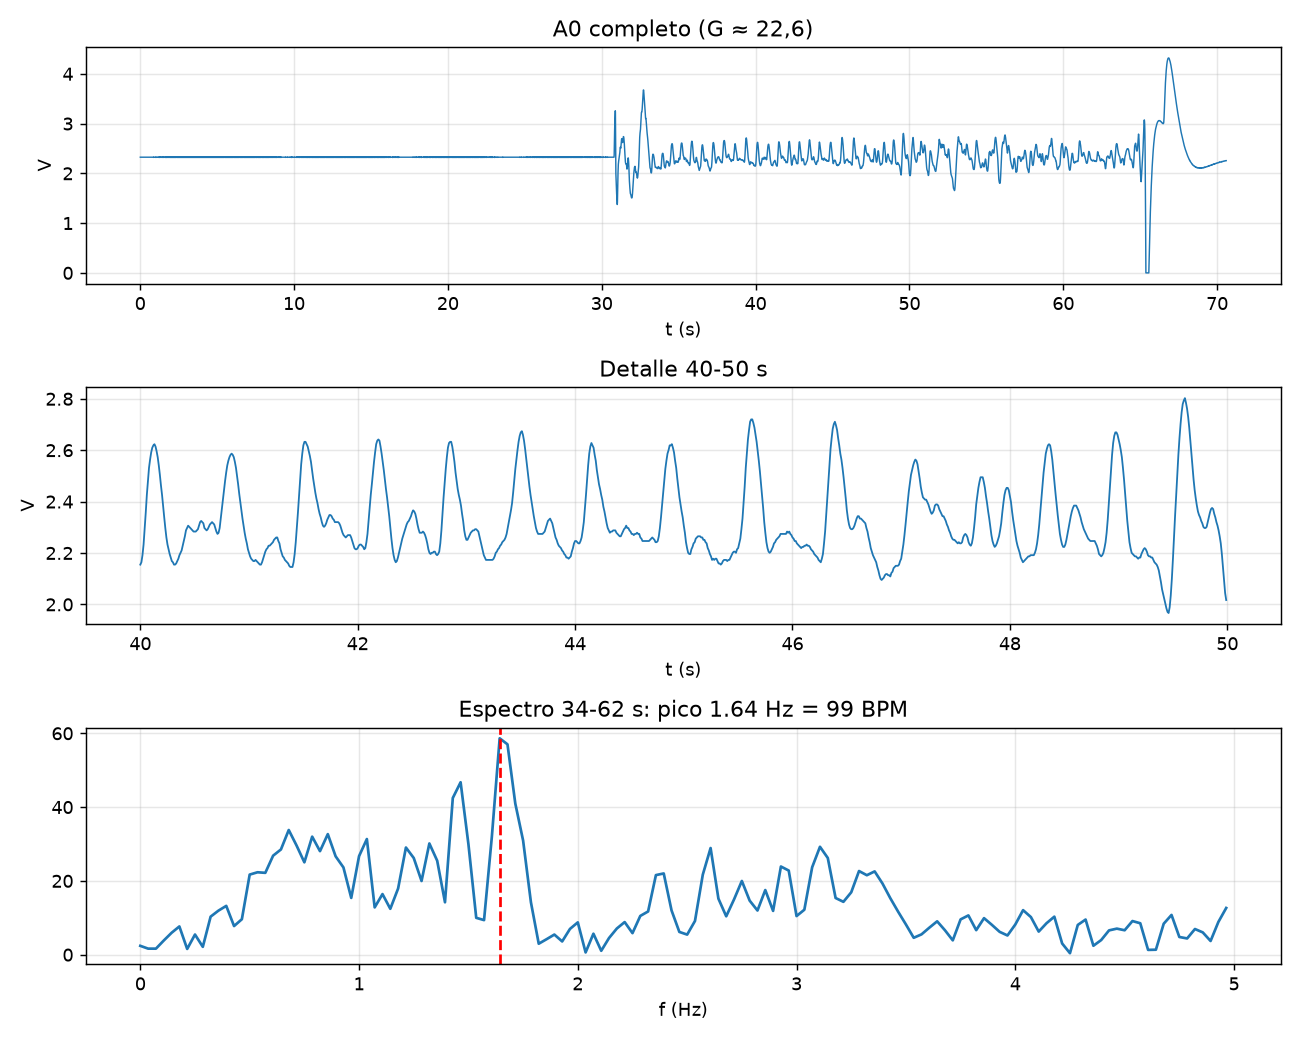 A0 completo (G ≈ 22,6)
V
4
3
2
1
0
0 10 20 30 40 50 60 70
t (s)
Detalle 40-50 s
V
2.8
2.6
2.4
2.2
2.0
40 42 44 46 48 50
t (s)
Espectro 34-62 s: pico 1.64 Hz = 99 BPM
60
40
20
0
0 1 2 3 4 5
f (Hz)